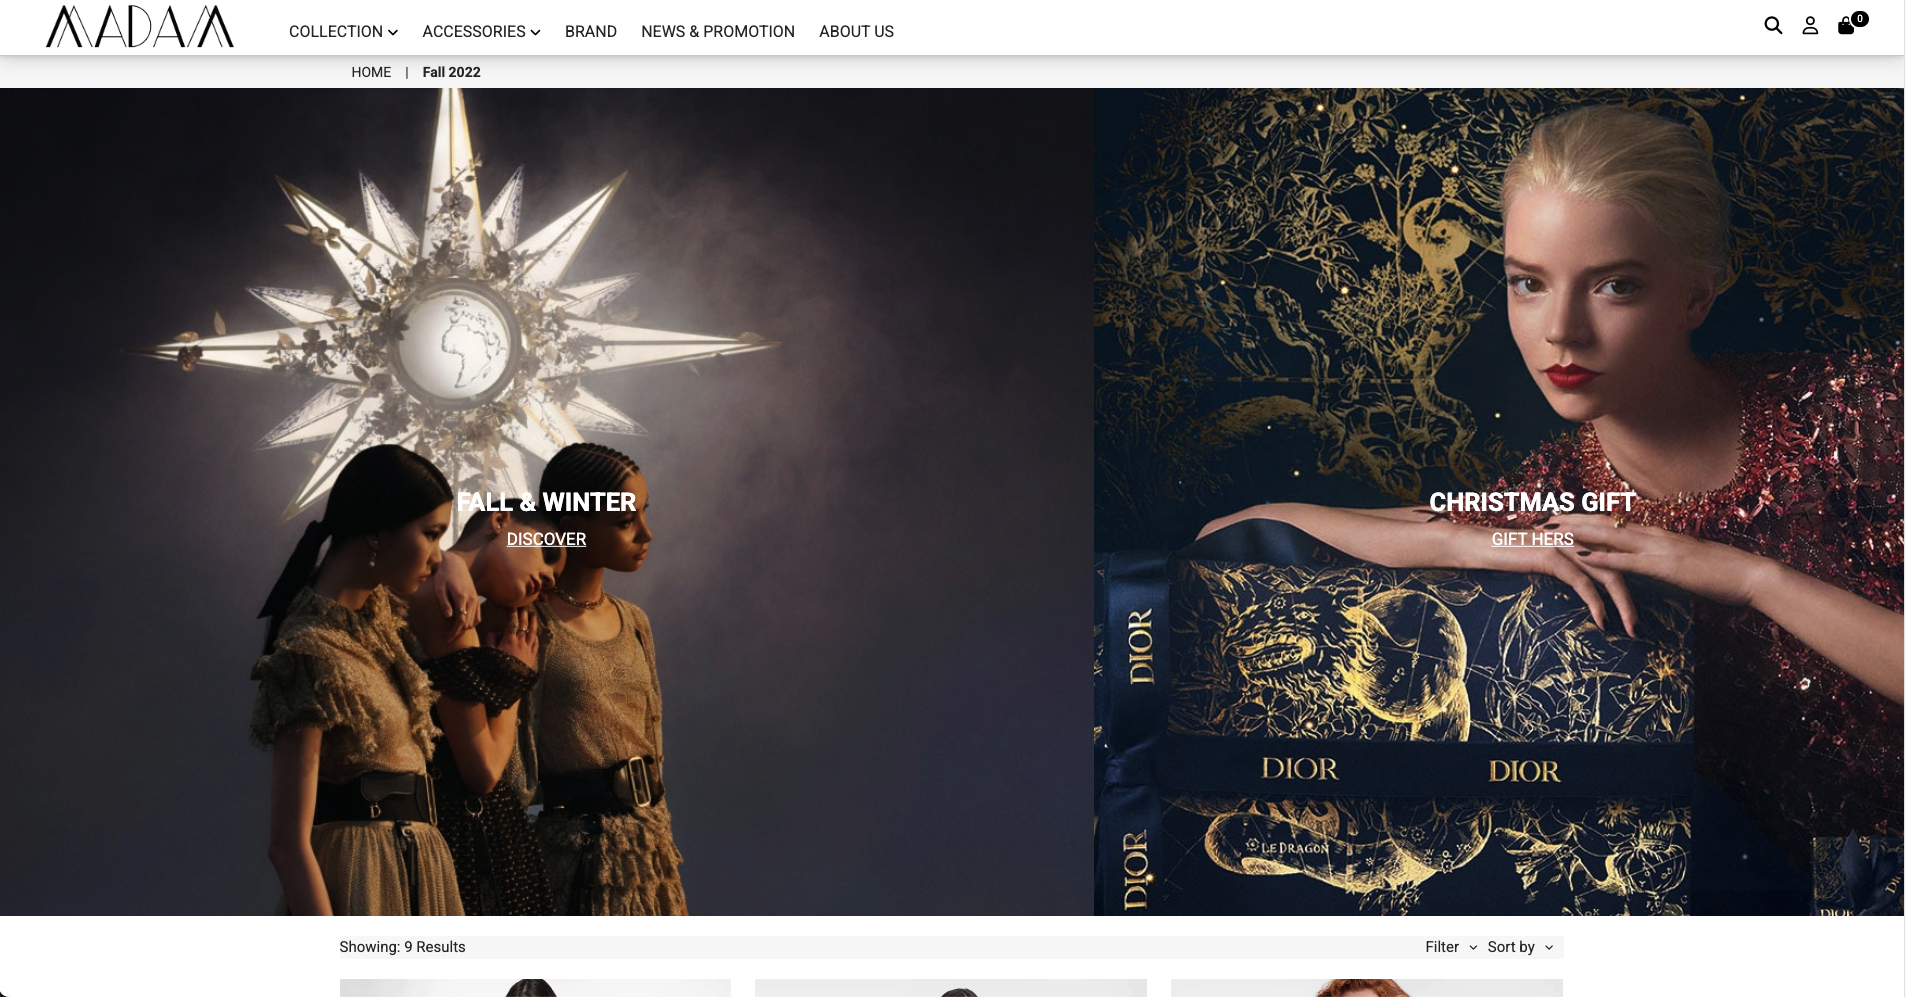 MADAM
COLLECTION ACCESSORIES BRAND NEWS & PROMOTION ABOUT US
0
HOME | Fall 2022
FALL & WINTER
DISCOVER
CHRISTMAS GIFT
GIFT HERS
DIOR
DIOR DIOR
LE DRAGON
DIOR
DIOR
Showing: 9 Results
Filter Sort by